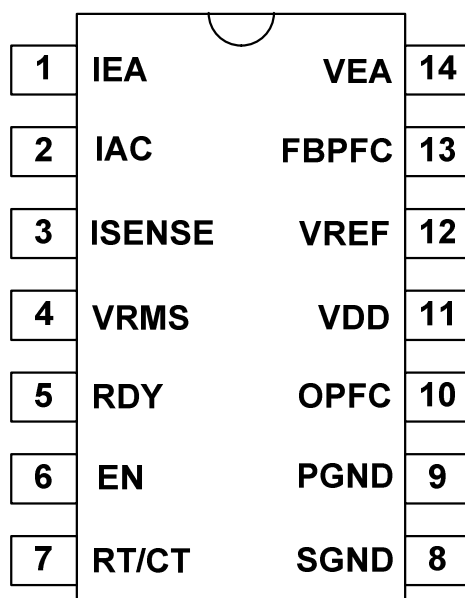 1 IEA VEA 14
2 IAC FBPFC 13
3 ISENSE VREF 12
4 VRMS VDD 11
5 RDY OPFC 10
6 EN PGND 9
7 RT/CT SGND 8